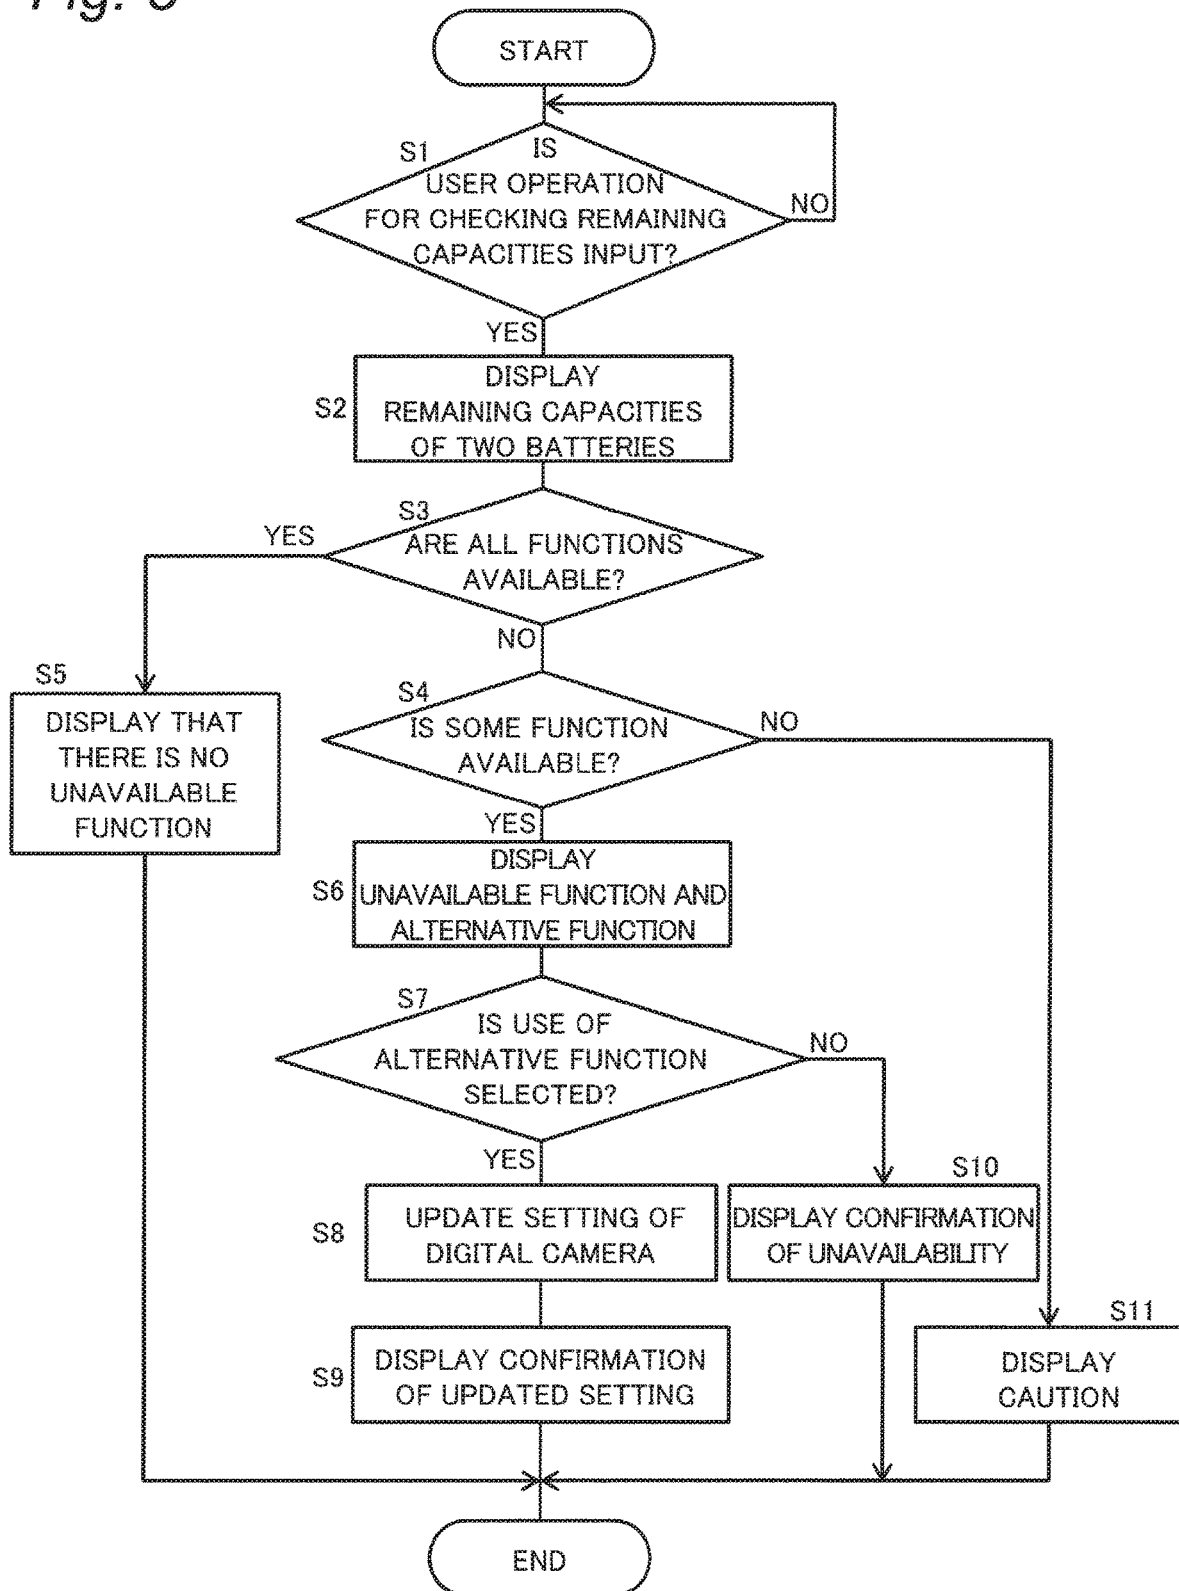 START
S1
IS
USER OPERATION
FOR CHECKING REMAINING
CAPACITIES INPUT?
NO
YES
S2
DISPLAY
REMAINING CAPACITIES
OF TWO BATTERIES
S3
YES
ARE ALL FUNCTIONS
AVAILABLE?
NO
S5
DISPLAY THAT
THERE IS NO
UNAVAILABLE
FUNCTION
S4
IS SOME FUNCTION
AVAILABLE?
NO
YES
S6
DISPLAY
UNAVAILABLE FUNCTION AND
ALTERNATIVE FUNCTION
S7
IS USE OF
ALTERNATIVE FUNCTION
SELECTED?
NO
YES
S8
UPDATE SETTING OF
DIGITAL CAMERA
S10
DISPLAY CONFIRMATION
OF UNAVAILABILITY
S9
DISPLAY CONFIRMATION
OF UPDATED SETTING
S11
DISPLAY
CAUTION
END